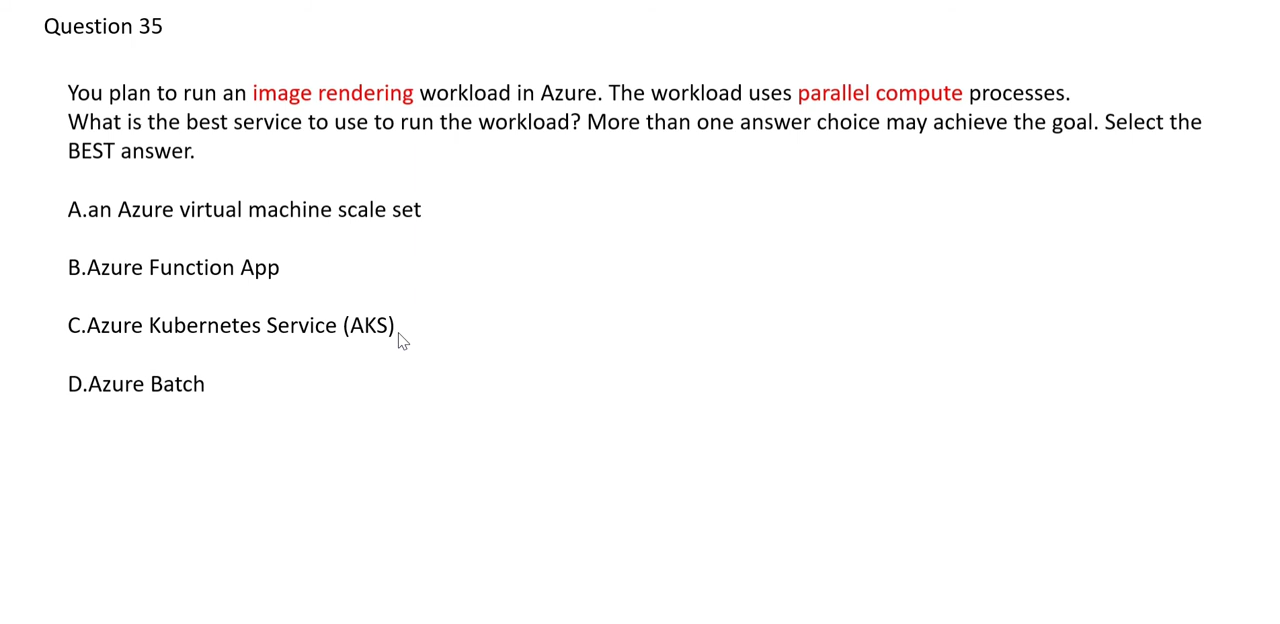 Question 35
You plan to run an image rendering workload in Azure. The workload uses parallel compute processes.
What is the best service to use to run the workload? More than one answer choice may achieve the goal. Select the
BEST answer.
A.an Azure virtual machine scale set
B.Azure Function App
C.Azure Kubernetes Service (AKS)
D.Azure Batch